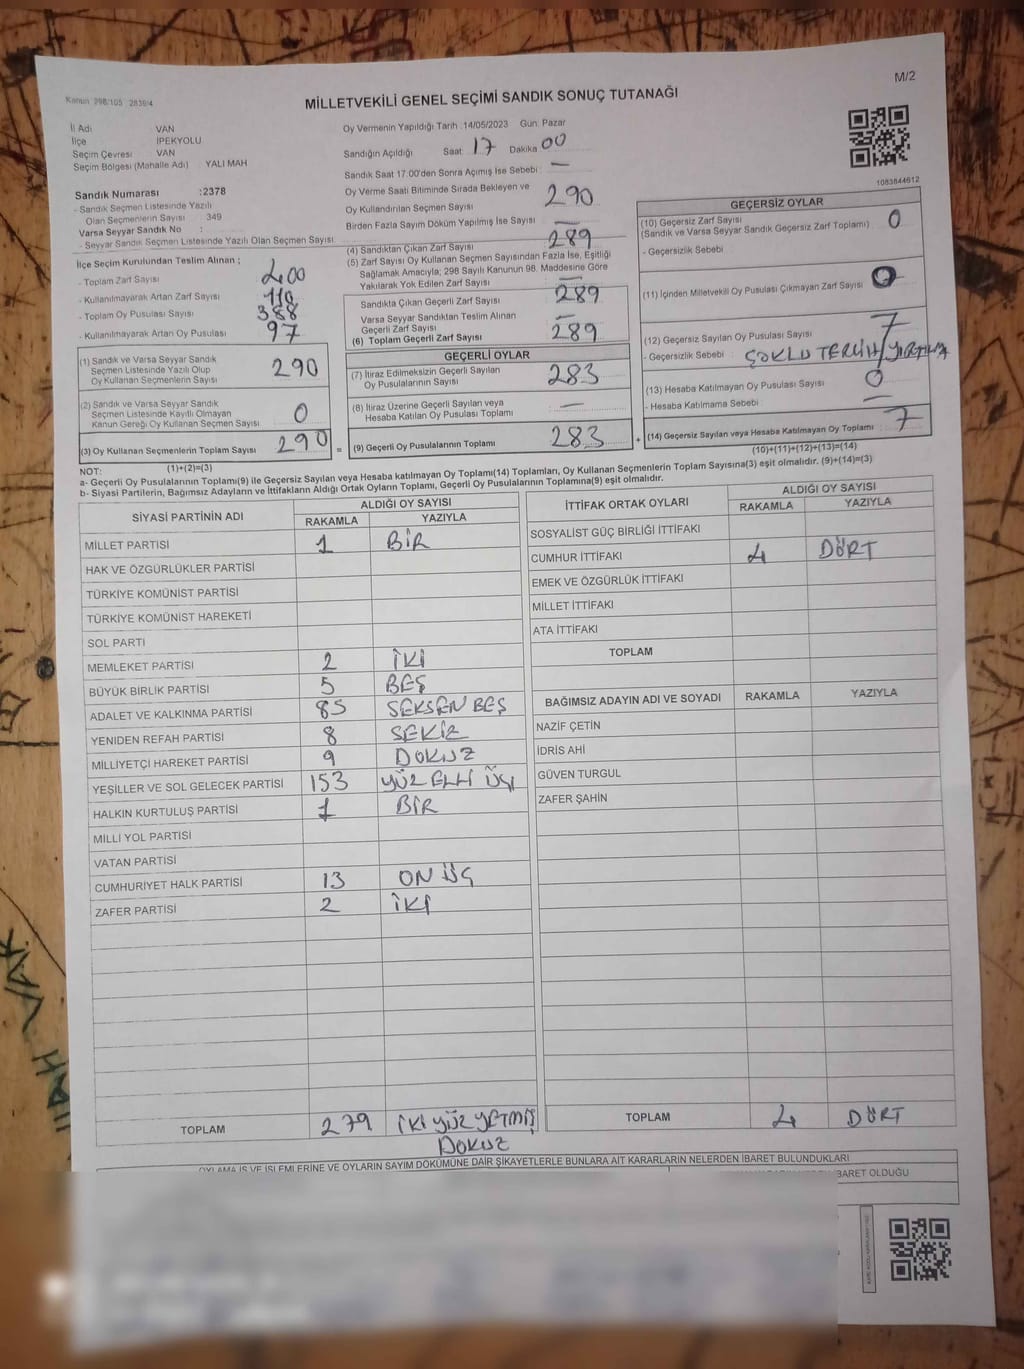 M/2
Kanun 298/105 2839/4
MİLLETVEKİLİ GENEL SEÇİMİ SANDIK SONUÇ TUTANAĞI
İl Adı VAN
İlçe İPEKYOLU
Seçim Çevresi VAN
Seçim Bölgesi (Mahalle Adı) : YALI MAH
Sandık Numarası :2378
- Sandık Seçmen Listesinde Yazılı
Olan Seçmenlerin Sayısı : 349
Varsa Seyyar Sandık No :
- Seyyar Sandık Seçmen Listesinde Yazılı Olan Seçmen Sayısı :
İlçe Seçim Kurulundan Teslim Alınan ;
- Toplam Zarf Sayısı 400
- Kullanılmayarak Artan Zarf Sayısı 110
- Toplam Oy Pusulası Sayısı 388
- Kullanılmayarak Artan Oy Pusulası 97
(1) Sandık ve Varsa Seyyar Sandık
Seçmen Listesinde Yazılı Olup
Oy Kullanan Seçmenlerin Sayısı 290
(2) Sandık ve Varsa Seyyar Sandık
Seçmen Listesinde Kayıtlı Olmayan
Kanun Gereği Oy Kullanan Seçmen Sayısı 0
(3) Oy Kullanan Seçmenlerin Toplam Sayısı 290
(1)+(2)=(3)
Oy Vermenin Yapıldığı Tarih :14/05/2023 Gün: Pazar
Sandığın Açıldığı Saat: 17 Dakika 00
Sandık Saat 17.00'den Sonra Açımış İse Sebebi : —
Oy Verme Saati Bitiminde Sırada Bekleyen ve
Oy Kullandırılan Seçmen Sayısı 290
Birden Fazla Sayım Döküm Yapılmış İse Sayısı —
(4) Sandıktan Çıkan Zarf Sayısı 289
(5) Zarf Sayısı Oy Kullanan Seçmen Sayısından Fazla İse, Eşitliği
Sağlamak Amacıyla; 298 Sayılı Kanunun 98. Maddesine Göre
Yakılarak Yok Edilen Zarf Sayısı —
Sandıkta Çıkan Geçerli Zarf Sayısı 289
Varsa Seyyar Sandıktan Teslim Alınan
Geçerli Zarf Sayısı —
(6) Toplam Geçerli Zarf Sayısı 289
GEÇERLİ OYLAR
(7) İtiraz Edilmeksizin Geçerli Sayılan
Oy Pusulalarının Sayısı 283
(8) İtiraz Üzerine Geçerli Sayılan veya
Hesaba Katılan Oy Pusulası Toplamı —
= (9) Geçerli Oy Pusulalarının Toplamı 283 +
1083844612
GEÇERSİZ OYLAR
(10) Geçersiz Zarf Sayısı 0
(Sandık ve Varsa Seyyar Sandık Geçersiz Zarf Toplamı)
- Geçersizlik Sebebi :
(11) İçinden Milletvekili Oy Pusulası Çıkmayan Zarf Sayısı 0
(12) Geçersiz Sayılan Oy Pusulası Sayısı 7
- Geçersizlik Sebebi : ÇOKLU TERCİH/YIRTILMA
(13) Hesaba Katılmayan Oy Pusulası Sayısı 0
- Hesaba Katılmama Sebebi : —
(14) Geçersiz Sayılan veya Hesaba Katılmayan Oy Toplamı : 7
(10)+(11)+(12)+(13)=(14)
NOT:
a- Geçerli Oy Pusulalarının Toplamı(9) ile Geçersiz Sayılan veya Hesaba katılmayan Oy Toplamı(14) Toplamları, Oy Kullanan Seçmenlerin Toplam Sayısına(3) eşit olmalıdır. (9)+(14)=(3)
b- Siyasi Partilerin, Bağımsız Adayların ve İttifakların Aldığı Ortak Oyların Toplamı, Geçerli Oy Pusulalarının Toplamına(9) eşit olmalıdır.
SİYASİ PARTİNİN ADI ALDIĞI OY SAYISI
RAKAMLA YAZIYLA
MİLLET PARTİSİ 1 BİR
HAK VE ÖZGÜRLÜKLER PARTİSİ
TÜRKİYE KOMÜNİST PARTİSİ
TÜRKİYE KOMÜNİST HAREKETİ
SOL PARTİ
MEMLEKET PARTİSİ 2 İKİ
BÜYÜK BİRLİK PARTİSİ 5 BEŞ
ADALET VE KALKINMA PARTİSİ 85 SEKSEN BEŞ
YENİDEN REFAH PARTİSİ 8 SEKİZ
MİLLİYETÇİ HAREKET PARTİSİ 9 DOKUZ
YEŞİLLER VE SOL GELECEK PARTİSİ 153 YÜZ ELLİ ÜÇ
HALKIN KURTULUŞ PARTİSİ 1 BİR
MİLLİ YOL PARTİSİ
VATAN PARTİSİ
CUMHURİYET HALK PARTİSİ 13 ON ÜÇ
ZAFER PARTİSİ 2 İKİ
TOPLAM 279 İKİ YÜZ YETMİŞ
DOKUZ
İTTİFAK ORTAK OYLARI ALDIĞI OY SAYISI
RAKAMLA YAZIYLA
SOSYALİST GÜÇ BİRLİĞİ İTTİFAKI
CUMHUR İTTİFAKI 4 DÖRT
EMEK VE ÖZGÜRLÜK İTTİFAKI
MİLLET İTTİFAKI
ATA İTTİFAKI
TOPLAM
BAĞIMSIZ ADAYIN ADI VE SOYADI RAKAMLA YAZIYLA
NAZİF ÇETİN
İDRİS AHİ
GÜVEN TURGUL
ZAFER ŞAHİN
TOPLAM 4 DÖRT
OYLAMA İŞ VE İŞLEMLERİNE VE OYLARIN SAYIM DÖKÜMÜNE DAİR ŞİKAYETLERLE BUNLARA AİT KARARLARIN NELERDEN İBARET BULUNDUKLARI
İBARET OLDUĞU